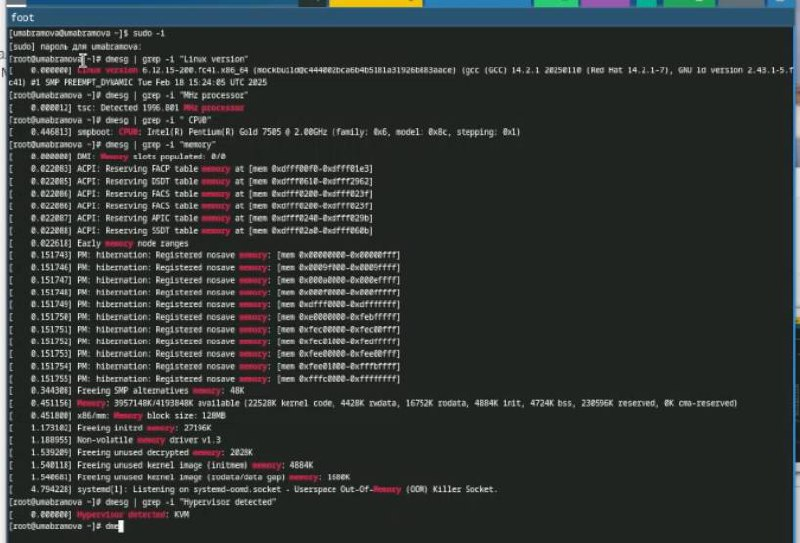 foot
[umabramova@umabramova ~]$ sudo -i
[sudo] пароль для umabramova:
[root@umabramova ~]# dmesg | grep -i "Linux version"
[    0.000000] Linux version 6.12.15-200.fc41.x86_64 (mockbuild@c444002bca6b4b5181a31926b883aace) (gcc (GCC) 14.2.1 20250110 (Red Hat 14.2.1-7), GNU ld version 2.43.1-5.f
c41) #1 SMP PREEMPT_DYNAMIC Tue Feb 18 15:24:05 UTC 2025
[root@umabramova ~]# dmesg | grep -i "MHz processor"
[    0.000012] tsc: Detected 1996.801 MHz processor
[root@umabramova ~]# dmesg | grep -i " CPU0"
[    0.446813] smpboot: CPU0: Intel(R) Pentium(R) Gold 7505 @ 2.00GHz (family: 0x6, model: 0x8c, stepping: 0x1)
[root@umabramova ~]# dmesg | grep -i "memory"
[    0.000000] DMI: Memory slots populated: 0/0
[    0.022083] ACPI: Reserving FACP table memory at [mem 0xdfff00f0-0xdfff01e3]
[    0.022085] ACPI: Reserving DSDT table memory at [mem 0xdfff0610-0xdfff2962]
[    0.022086] ACPI: Reserving FACS table memory at [mem 0xdfff0200-0xdfff023f]
[    0.022086] ACPI: Reserving FACS table memory at [mem 0xdfff0200-0xdfff023f]
[    0.022087] ACPI: Reserving APIC table memory at [mem 0xdfff0240-0xdfff029b]
[    0.022088] ACPI: Reserving SSDT table memory at [mem 0xdfff02a0-0xdfff060b]
[    0.022618] Early memory node ranges
[    0.151743] PM: hibernation: Registered nosave memory: [mem 0x00000000-0x00000fff]
[    0.151746] PM: hibernation: Registered nosave memory: [mem 0x0009f000-0x0009ffff]
[    0.151747] PM: hibernation: Registered nosave memory: [mem 0x000a0000-0x000effff]
[    0.151748] PM: hibernation: Registered nosave memory: [mem 0x000f0000-0x000fffff]
[    0.151749] PM: hibernation: Registered nosave memory: [mem 0xdfff0000-0xdfffffff]
[    0.151750] PM: hibernation: Registered nosave memory: [mem 0xe0000000-0xfebfffff]
[    0.151751] PM: hibernation: Registered nosave memory: [mem 0xfec00000-0xfec00fff]
[    0.151752] PM: hibernation: Registered nosave memory: [mem 0xfec01000-0xfedfffff]
[    0.151753] PM: hibernation: Registered nosave memory: [mem 0xfee00000-0xfee00fff]
[    0.151754] PM: hibernation: Registered nosave memory: [mem 0xfee01000-0xfffbffff]
[    0.151755] PM: hibernation: Registered nosave memory: [mem 0xfffc0000-0xffffffff]
[    0.344308] Freeing SMP alternatives memory: 48K
[    0.451156] Memory: 3957148K/4193848K available (22528K kernel code, 4428K rwdata, 16752K rodata, 4884K init, 4724K bss, 230596K reserved, 0K cma-reserved)
[    0.451800] x86/mm: Memory block size: 128MB
[    1.173102] Freeing initrd memory: 27196K
[    1.188955] Non-volatile memory driver v1.3
[    1.539209] Freeing unused decrypted memory: 2028K
[    1.540118] Freeing unused kernel image (initmem) memory: 4884K
[    1.540681] Freeing unused kernel image (rodata/data gap) memory: 1680K
[    4.794228] systemd[1]: Listening on systemd-oomd.socket - Userspace Out-Of-Memory (OOM) Killer Socket.
[root@umabramova ~]# dmesg | grep -i "Hypervisor detected"
[    0.000000] Hypervisor detected: KVM
[root@umabramova ~]# dme